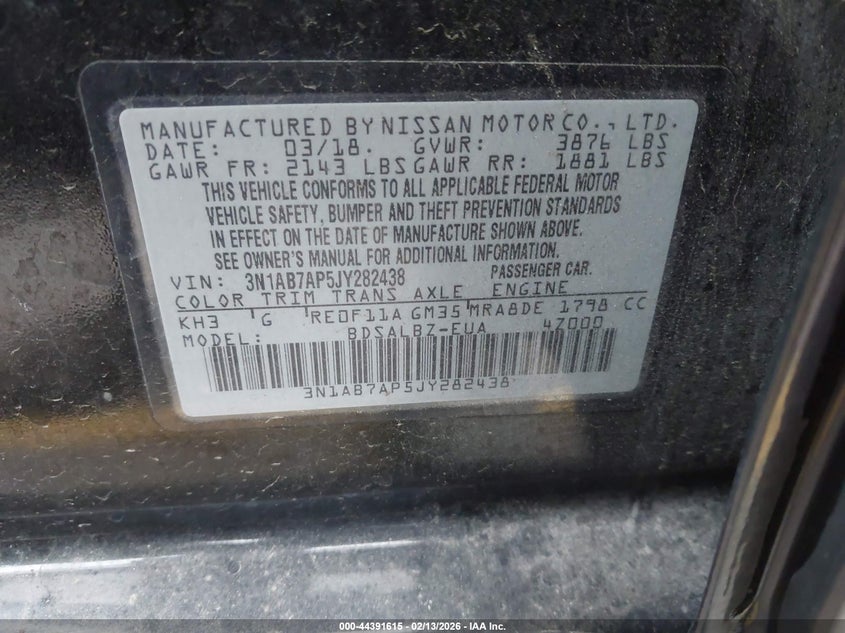 MANUFACTURED BY NISSAN MOTOR CO., LTD.
DATE: 03/18. GVWR: 3876 LBS
GAWR FR: 2143 LBS GAWR RR: 1881 LBS
THIS VEHICLE CONFORMS TO ALL APPLICABLE FEDERAL MOTOR
VEHICLE SAFETY, BUMPER AND THEFT PREVENTION STANDARDS
IN EFFECT ON THE DATE OF MANUFACTURE SHOWN ABOVE.
SEE OWNER'S MANUAL FOR ADDITIONAL INFORMATION.
VIN: 3N1AB7AP5JY282438 PASSENGER CAR.
COLOR TRIM TRANS AXLE ENGINE
KH3 G RE0F11A GM35 MRA8DE 1798 CC
MODEL: BDSALBZ-EUA 4Z000
3N1AB7AP5JY282438
000-44391615 - 02/13/2026 - IAA Inc.